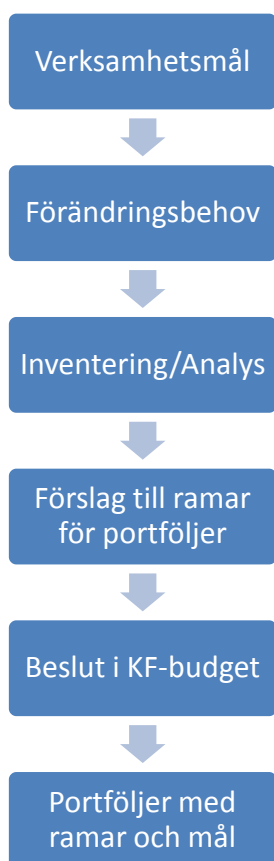 Verksamhetsmål
Förändringsbehov
Inventering/Analys
Förslag till ramar
för portföljer
Beslut i KF-budget
Portföljer med
ramar och mål